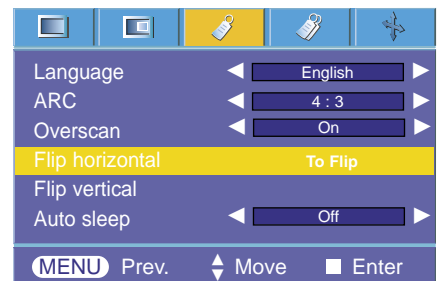 Language English
ARC 4 : 3
Overscan On
Flip horizontal To Flip
Flip vertical
Auto sleep Off
MENU Prev. Move Enter